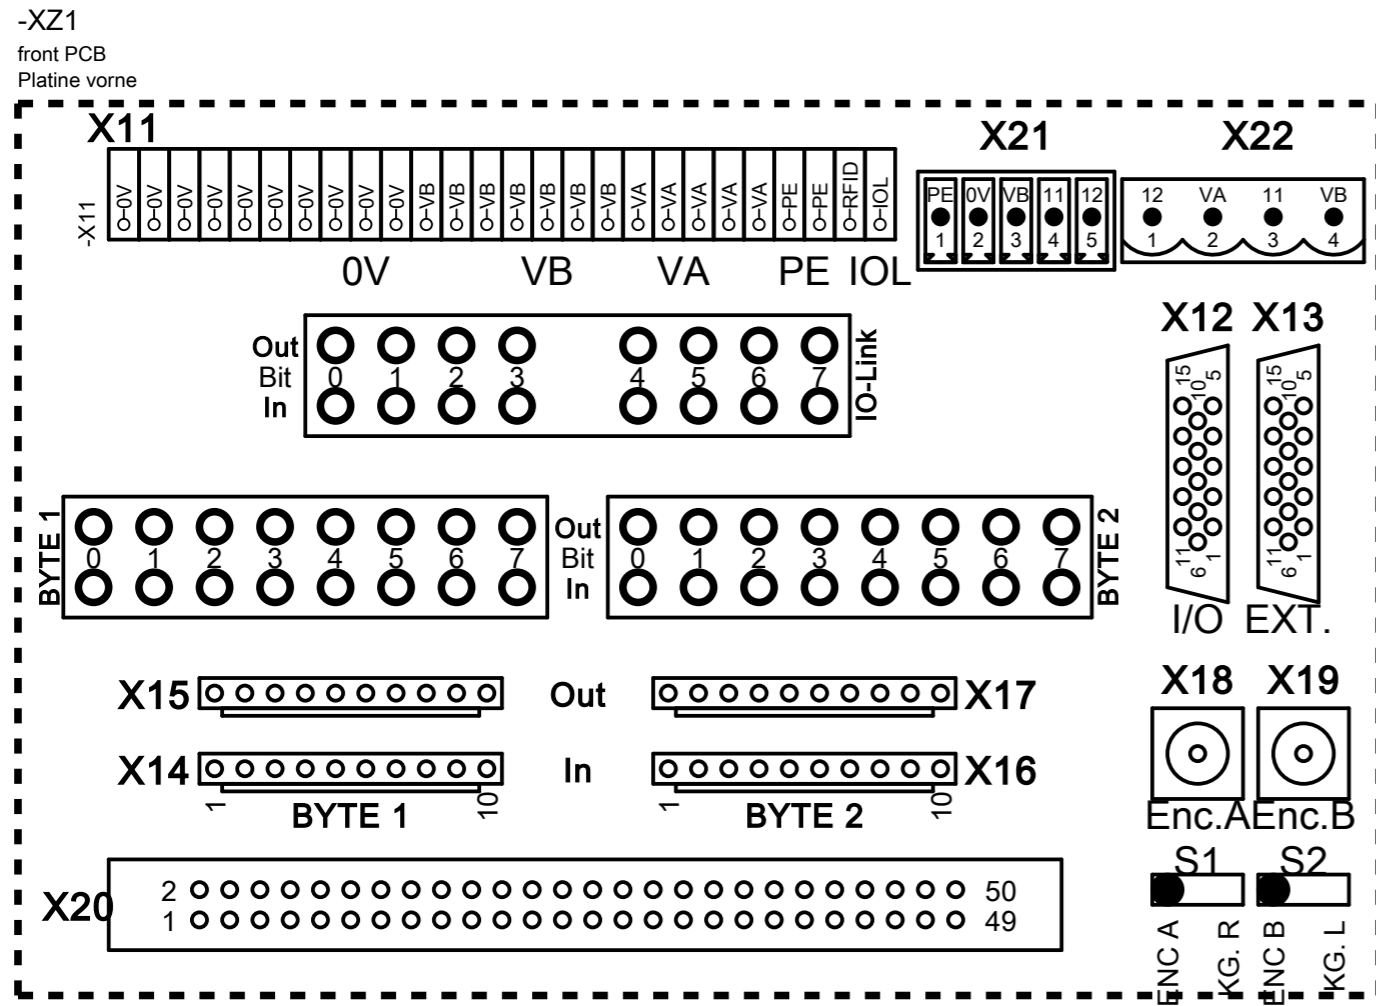 -XZ1
front PCB
Platine vorne
X11 X21 X22
-X11 0V 0V 0V 0V 0V 0V 0V 0V 0V 0V VB VB VB VB VB VB VB VA VA VA VA VA PE PE RFID IOL
PE 0V VB 11 12
1 2 3 4 5
12 VA 11 VB
1 2 3 4
0V VB VA PE IOL
X12 X13
Out
Bit 0 1 2 3 4 5 6 7
In
IO-Link
15 10 5 15 10 5
11 6 1 11 6 1
I/O EXT.
BYTE 1
0 1 2 3 4 5 6 7
Out
Bit
In
0 1 2 3 4 5 6 7
BYTE 2
X15 Out X17
X14 In X16
1 BYTE 1 10 1 BYTE 2 10
X18 X19
Enc.A Enc.B
S1 S2
ENC A KG. R ENC B KG. L
X20
2 50
1 49